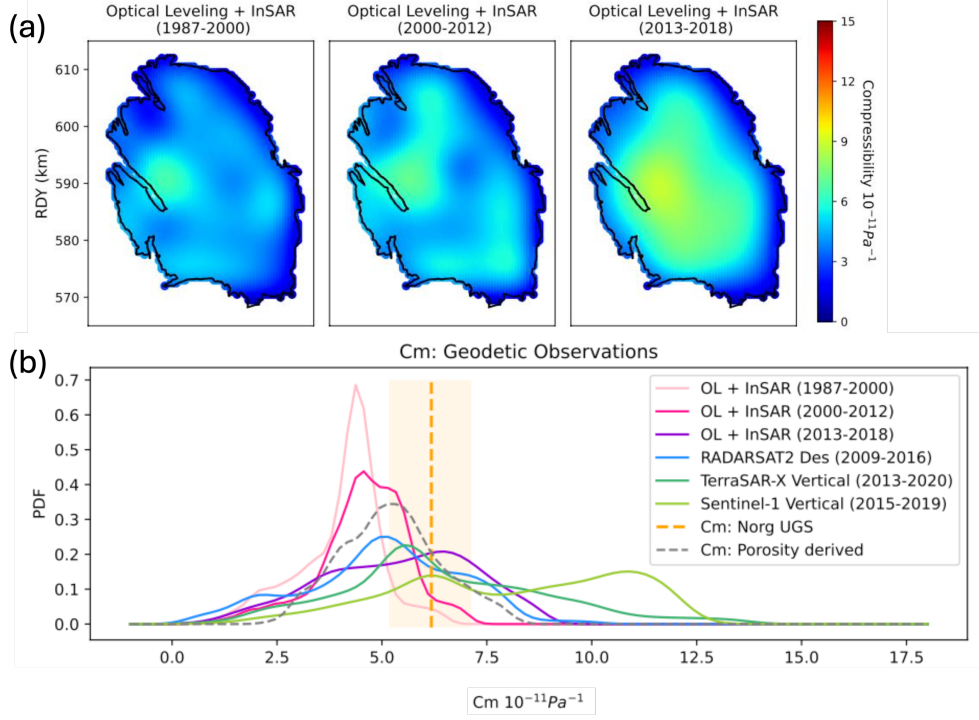 (a)
Optical Leveling + InSAR
(1987-2000)
Optical Leveling + InSAR
(2000-2012)
Optical Leveling + InSAR
(2013-2018)
RDY (km)
610
600
590
580
570
15
12
9
6
3
0
Compressibility 10⁻¹¹Pa⁻¹
(b)
Cm: Geodetic Observations
PDF
0.7
0.6
0.5
0.4
0.3
0.2
0.1
0.0
OL + InSAR (1987-2000)
OL + InSAR (2000-2012)
OL + InSAR (2013-2018)
RADARSAT2 Des (2009-2016)
TerraSAR-X Vertical (2013-2020)
Sentinel-1 Vertical (2015-2019)
Cm: Norg UGS
Cm: Porosity derived
0.0 2.5 5.0 7.5 10.0 12.5 15.0 17.5
Cm 10⁻¹¹Pa⁻¹